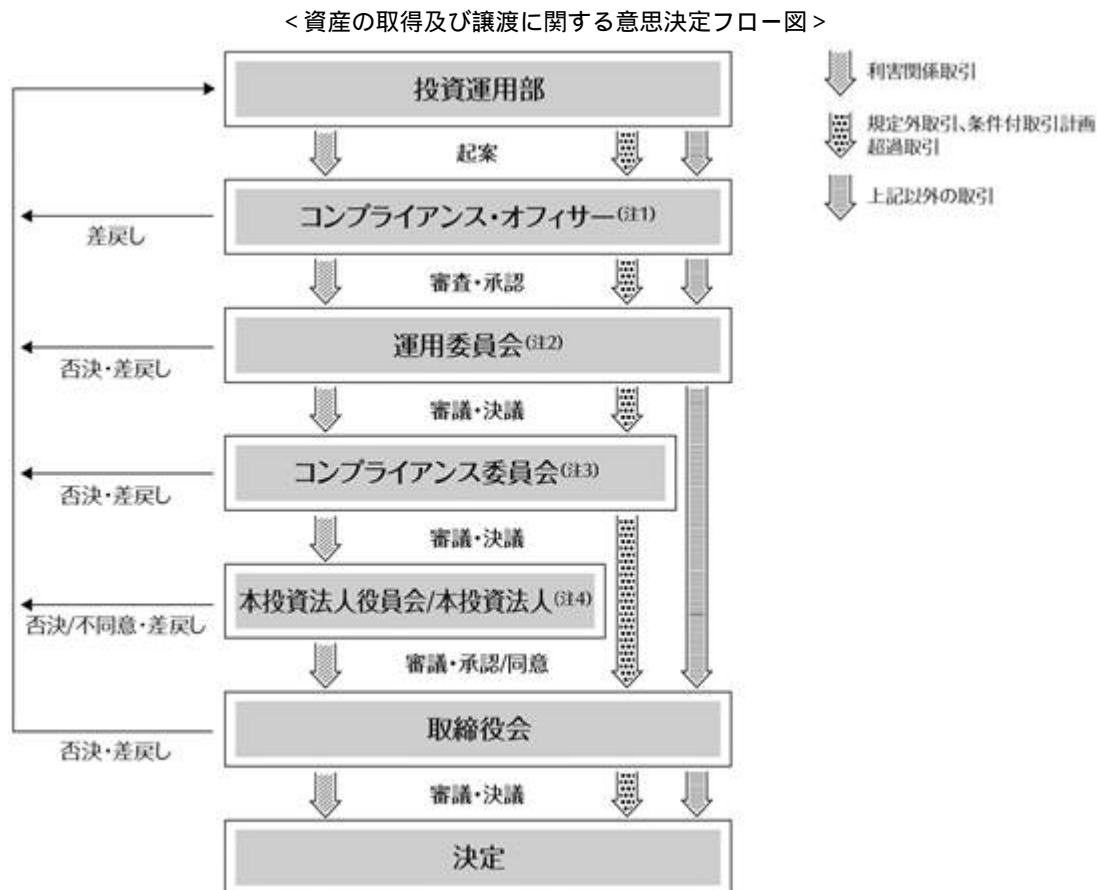 <資産の取得及び譲渡に関する意思決定フロー図>
投資運用部
利害関係取引
規定外取引、条件付取引計画
超過取引
上記以外の取引
起案
コンプライアンス・オフィサー(注1)
差戻し
審査・承認
運用委員会(注2)
否決・差戻し
審議・決議
コンプライアンス委員会(注3)
否決・差戻し
審議・決議
本投資法人役員会/本投資法人(注4)
否決/不同意・差戻し
審議・承認/同意
取締役会
否決・差戻し
審議・決議
決定